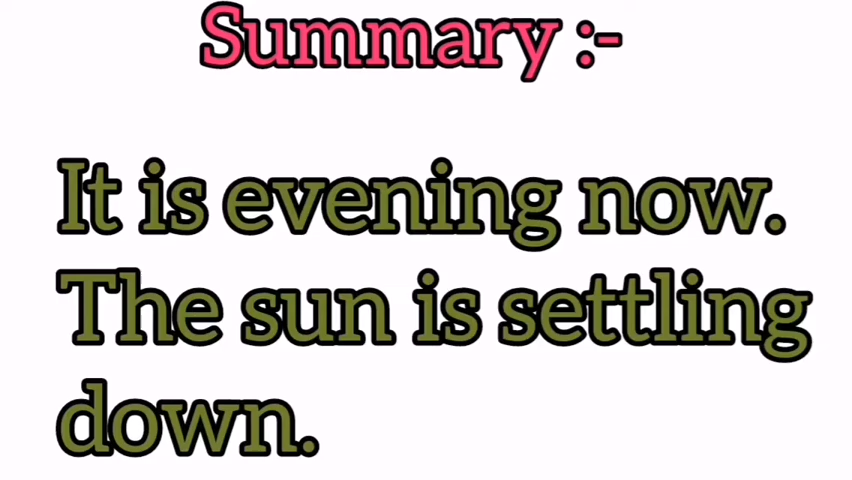 Summary :-
It is evening now.
The sun is settling
down.